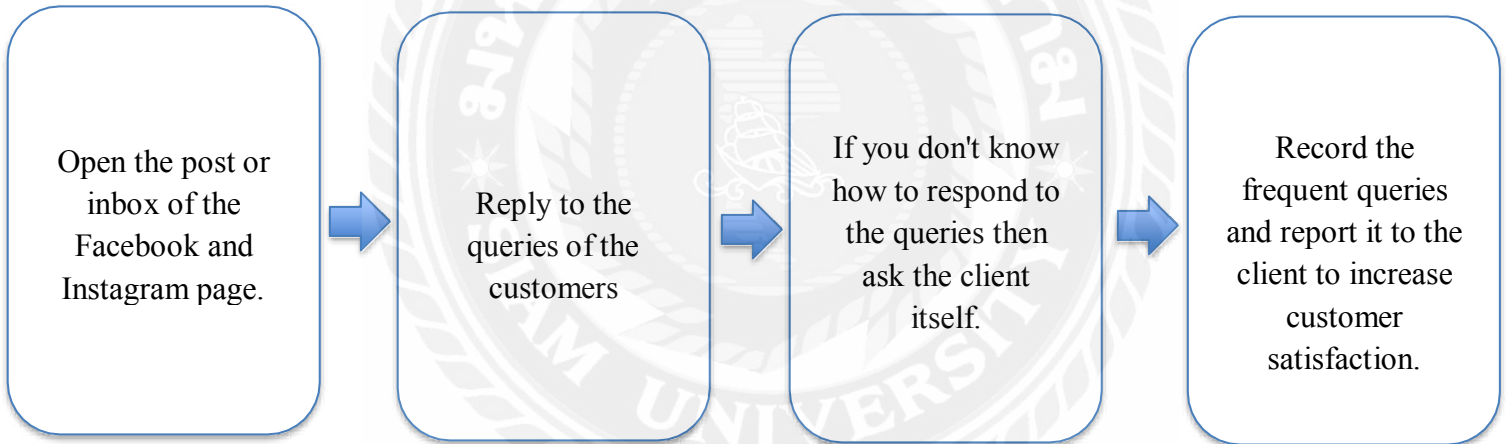 Open the post or
inbox of the
Facebook and
Instagram page.
Reply to the
queries of the
customers
If you don't know
how to respond to
the queries then
ask the client
itself.
Record the
frequent queries
and report it to the
client to increase
customer
satisfaction.
SIAM UNIVERSITY